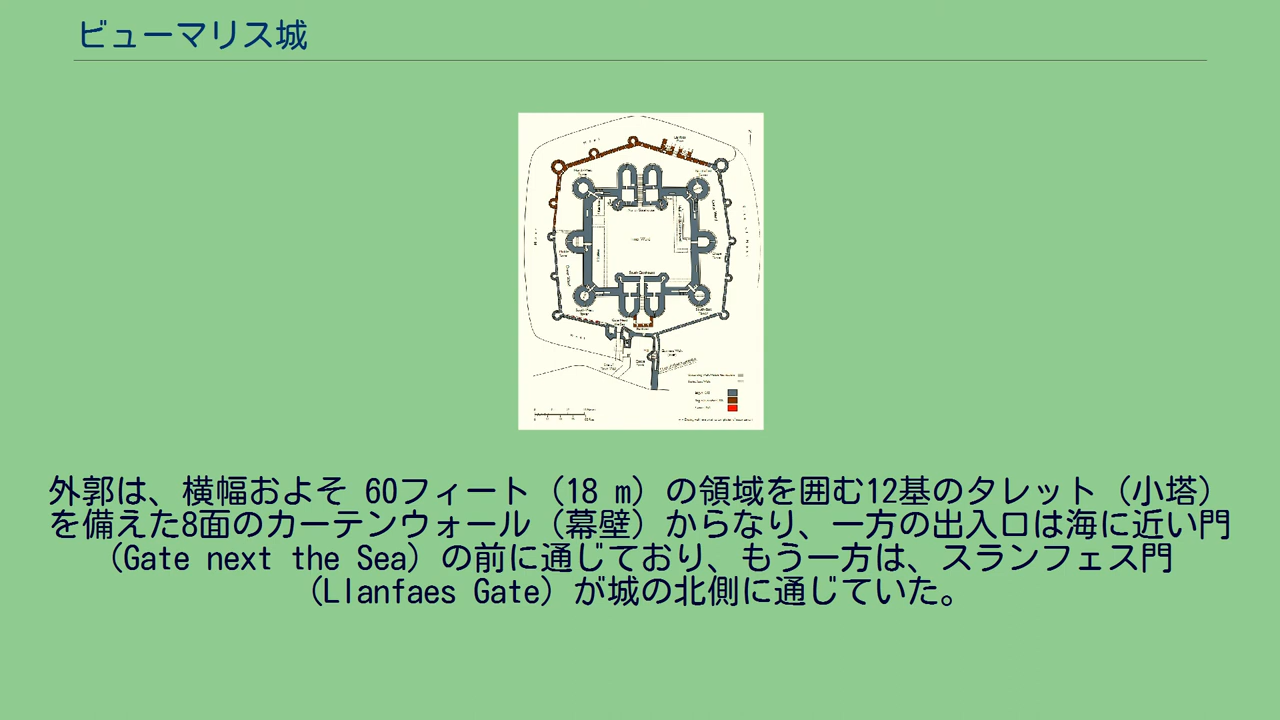 ビューマリス城
Inner Ward
外郭は、横幅およそ 60フィート（18 m）の領域を囲む12基のタレット（小塔）
を備えた8面のカーテンウォール（幕壁）からなり、一方の出入口は海に近い門
（Gate next the Sea）の前に通じており、もう一方は、スランフェス門
（Llanfaes Gate）が城の北側に通じていた。